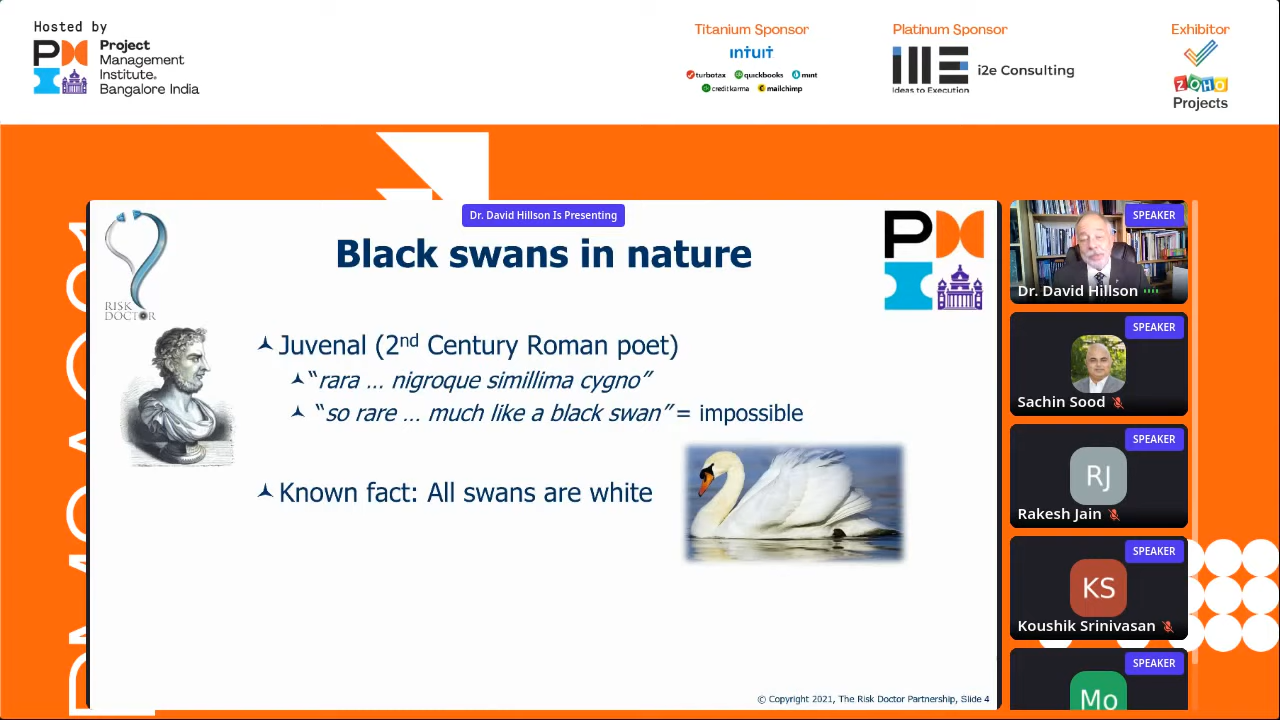 Hosted by
Project
Management
Institute.
Bangalore India
Titanium Sponsor
intuit
turbotax quickbooks mint
creditkarma mailchimp
Platinum Sponsor
i2e Consulting
Ideas to Execution
Exhibitor
ZOHO
Projects
Dr. David Hillson Is Presenting
RISK
DOCTOR
Black swans in nature
Juvenal (2nd Century Roman poet)
“rara … nigroque simillima cygno”
“so rare … much like a black swan” = impossible
Known fact: All swans are white
© Copyright 2021, The Risk Doctor Partnership, Slide 4
SPEAKER
Dr. David Hillson
SPEAKER
Sachin Sood
SPEAKER
RJ
Rakesh Jain
SPEAKER
KS
Koushik Srinivasan
SPEAKER
Mo